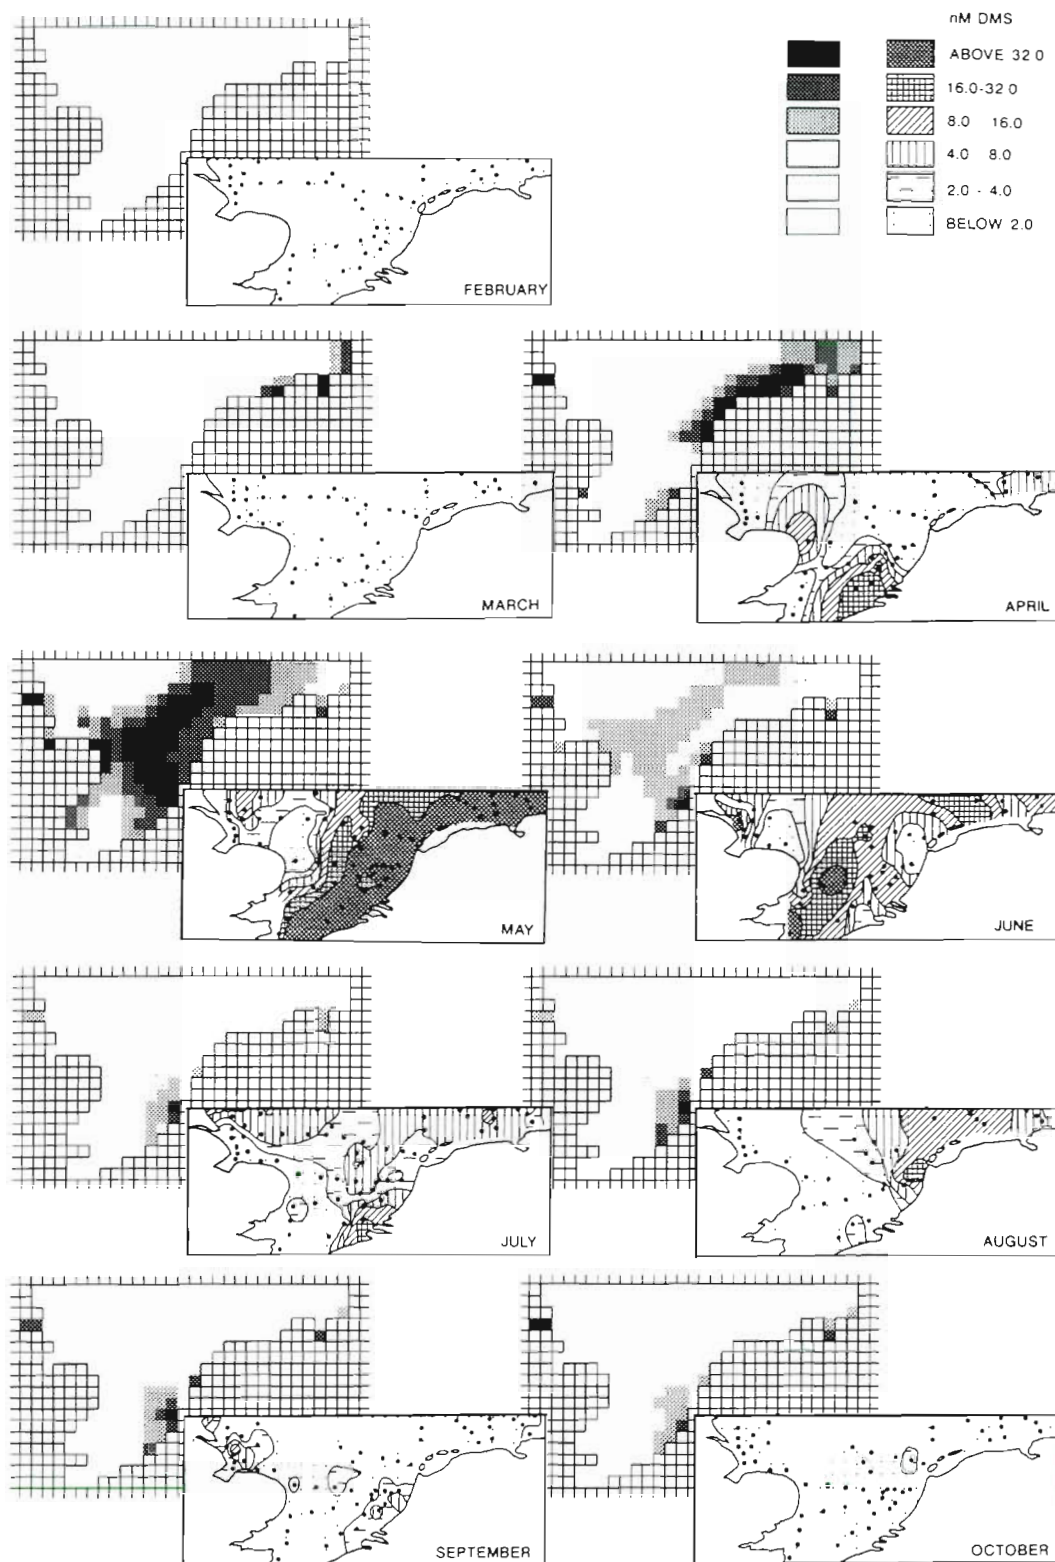 nM DMS
ABOVE 32.0
16.0-32.0
8.0 16.0
4.0 8.0
2.0 - 4.0
BELOW 2.0
FEBRUARY
MARCH
APRIL
MAY
JUNE
JULY
AUGUST
SEPTEMBER
OCTOBER